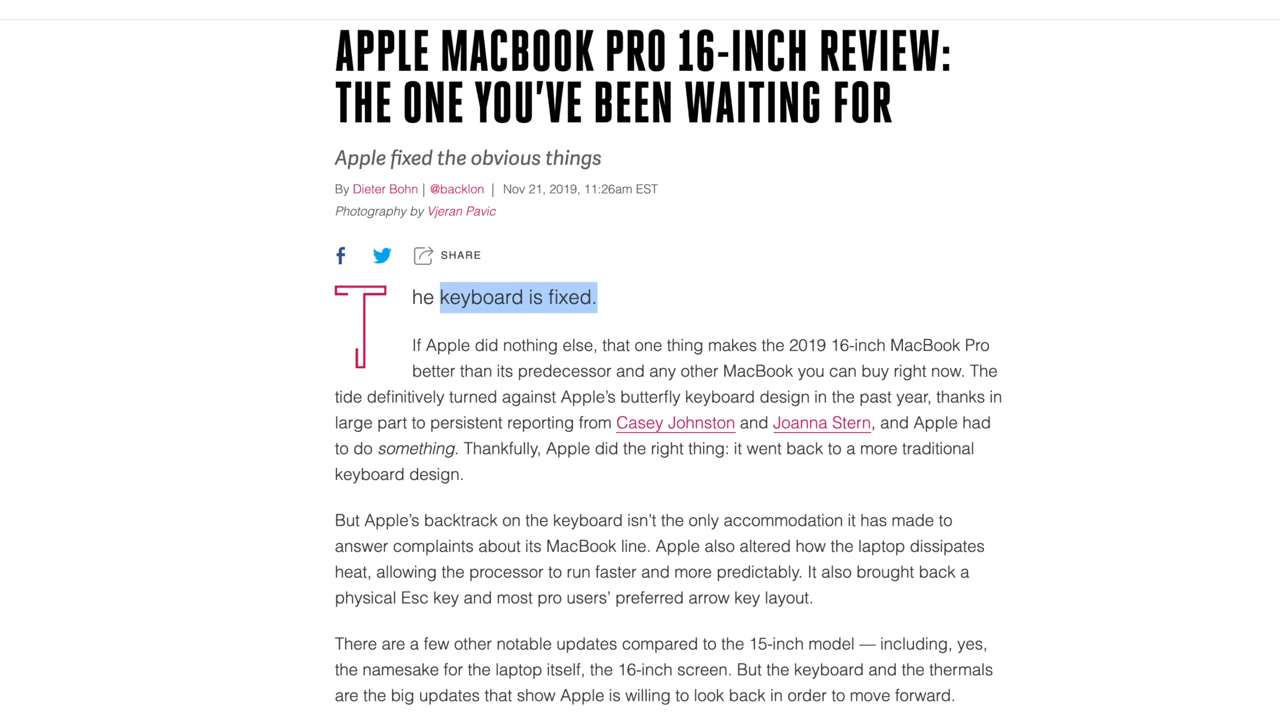 APPLE MACBOOK PRO 16-INCH REVIEW:
THE ONE YOU'VE BEEN WAITING FOR
Apple fixed the obvious things
By Dieter Bohn | @backlon | Nov 21, 2019, 11:26am EST
Photography by Vjeran Pavic
f SHARE
The keyboard is fixed.
If Apple did nothing else, that one thing makes the 2019 16-inch MacBook Pro
better than its predecessor and any other MacBook you can buy right now. The
tide definitively turned against Apple's butterfly keyboard design in the past year, thanks in
large part to persistent reporting from Casey Johnston and Joanna Stern, and Apple had
to do something. Thankfully, Apple did the right thing: it went back to a more traditional
keyboard design.
But Apple's backtrack on the keyboard isn't the only accommodation it has made to
answer complaints about its MacBook line. Apple also altered how the laptop dissipates
heat, allowing the processor to run faster and more predictably. It also brought back a
physical Esc key and most pro users' preferred arrow key layout.
There are a few other notable updates compared to the 15-inch model — including, yes,
the namesake for the laptop itself, the 16-inch screen. But the keyboard and the thermals
are the big updates that show Apple is willing to look back in order to move forward.